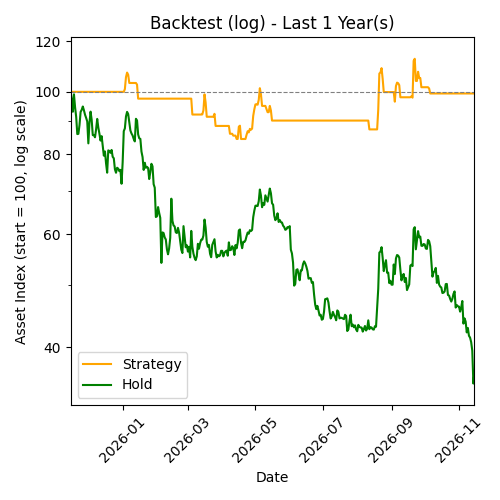 Backtest (log) - Last 1 Year(s)
Asset Index (start = 100, log scale)
120
100
80
60
40
Strategy
Hold
2026-01
2026-03
2026-05
2026-07
2026-09
2026-11
Date